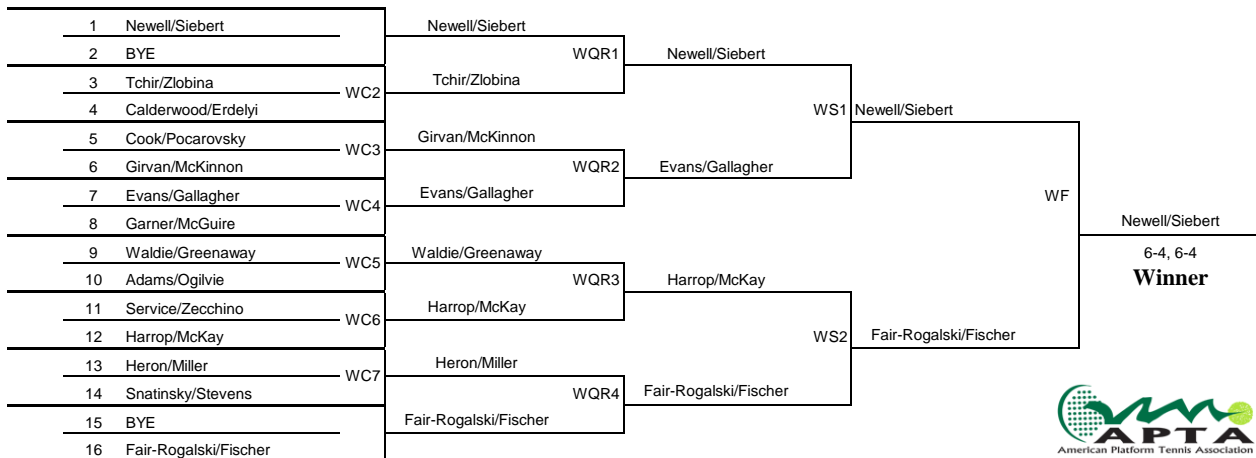 1 Newell/Siebert
2 BYE
3 Tchir/Zlobina
4 Calderwood/Erdelyi
5 Cook/Pocarovsky
6 Girvan/McKinnon
7 Evans/Gallagher
8 Garner/McGuire
9 Waldie/Greenaway
10 Adams/Ogilvie
11 Service/Zecchino
12 Harrop/McKay
13 Heron/Miller
14 Snatinsky/Stevens
15 BYE
16 Fair-Rogalski/Fischer
WC2
WC3
WC4
WC5
WC6
WC7
Newell/Siebert
Tchir/Zlobina
Girvan/McKinnon
Evans/Gallagher
Waldie/Greenaway
Harrop/McKay
Heron/Miller
Fair-Rogalski/Fischer
WQR1
WQR2
WQR3
WQR4
Newell/Siebert
Evans/Gallagher
Harrop/McKay
Fair-Rogalski/Fischer
WS1
WS2
Newell/Siebert
Fair-Rogalski/Fischer
WF
Newell/Siebert
6-4, 6-4
Winner
APTA
American Platform Tennis Association